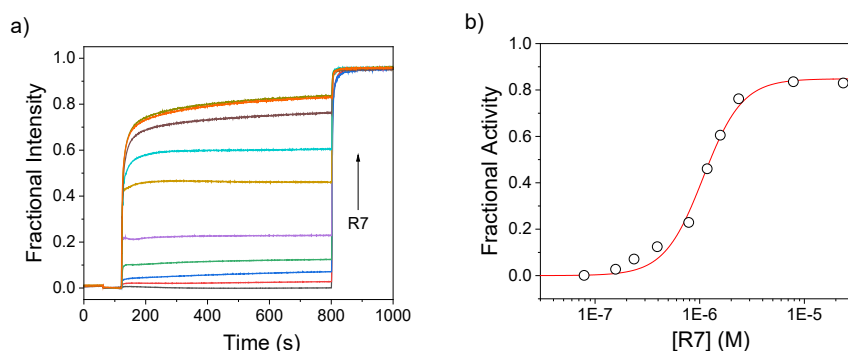 a)
Fractional Intensity
1.0
0.8
0.6
0.4
0.2
0.0
R7
0 200 400 600 800 1000
Time (s)
b)
Fractional Activity
1.0
0.8
0.6
0.4
0.2
0.0
1E-7 1E-6 1E-5
[R7] (M)